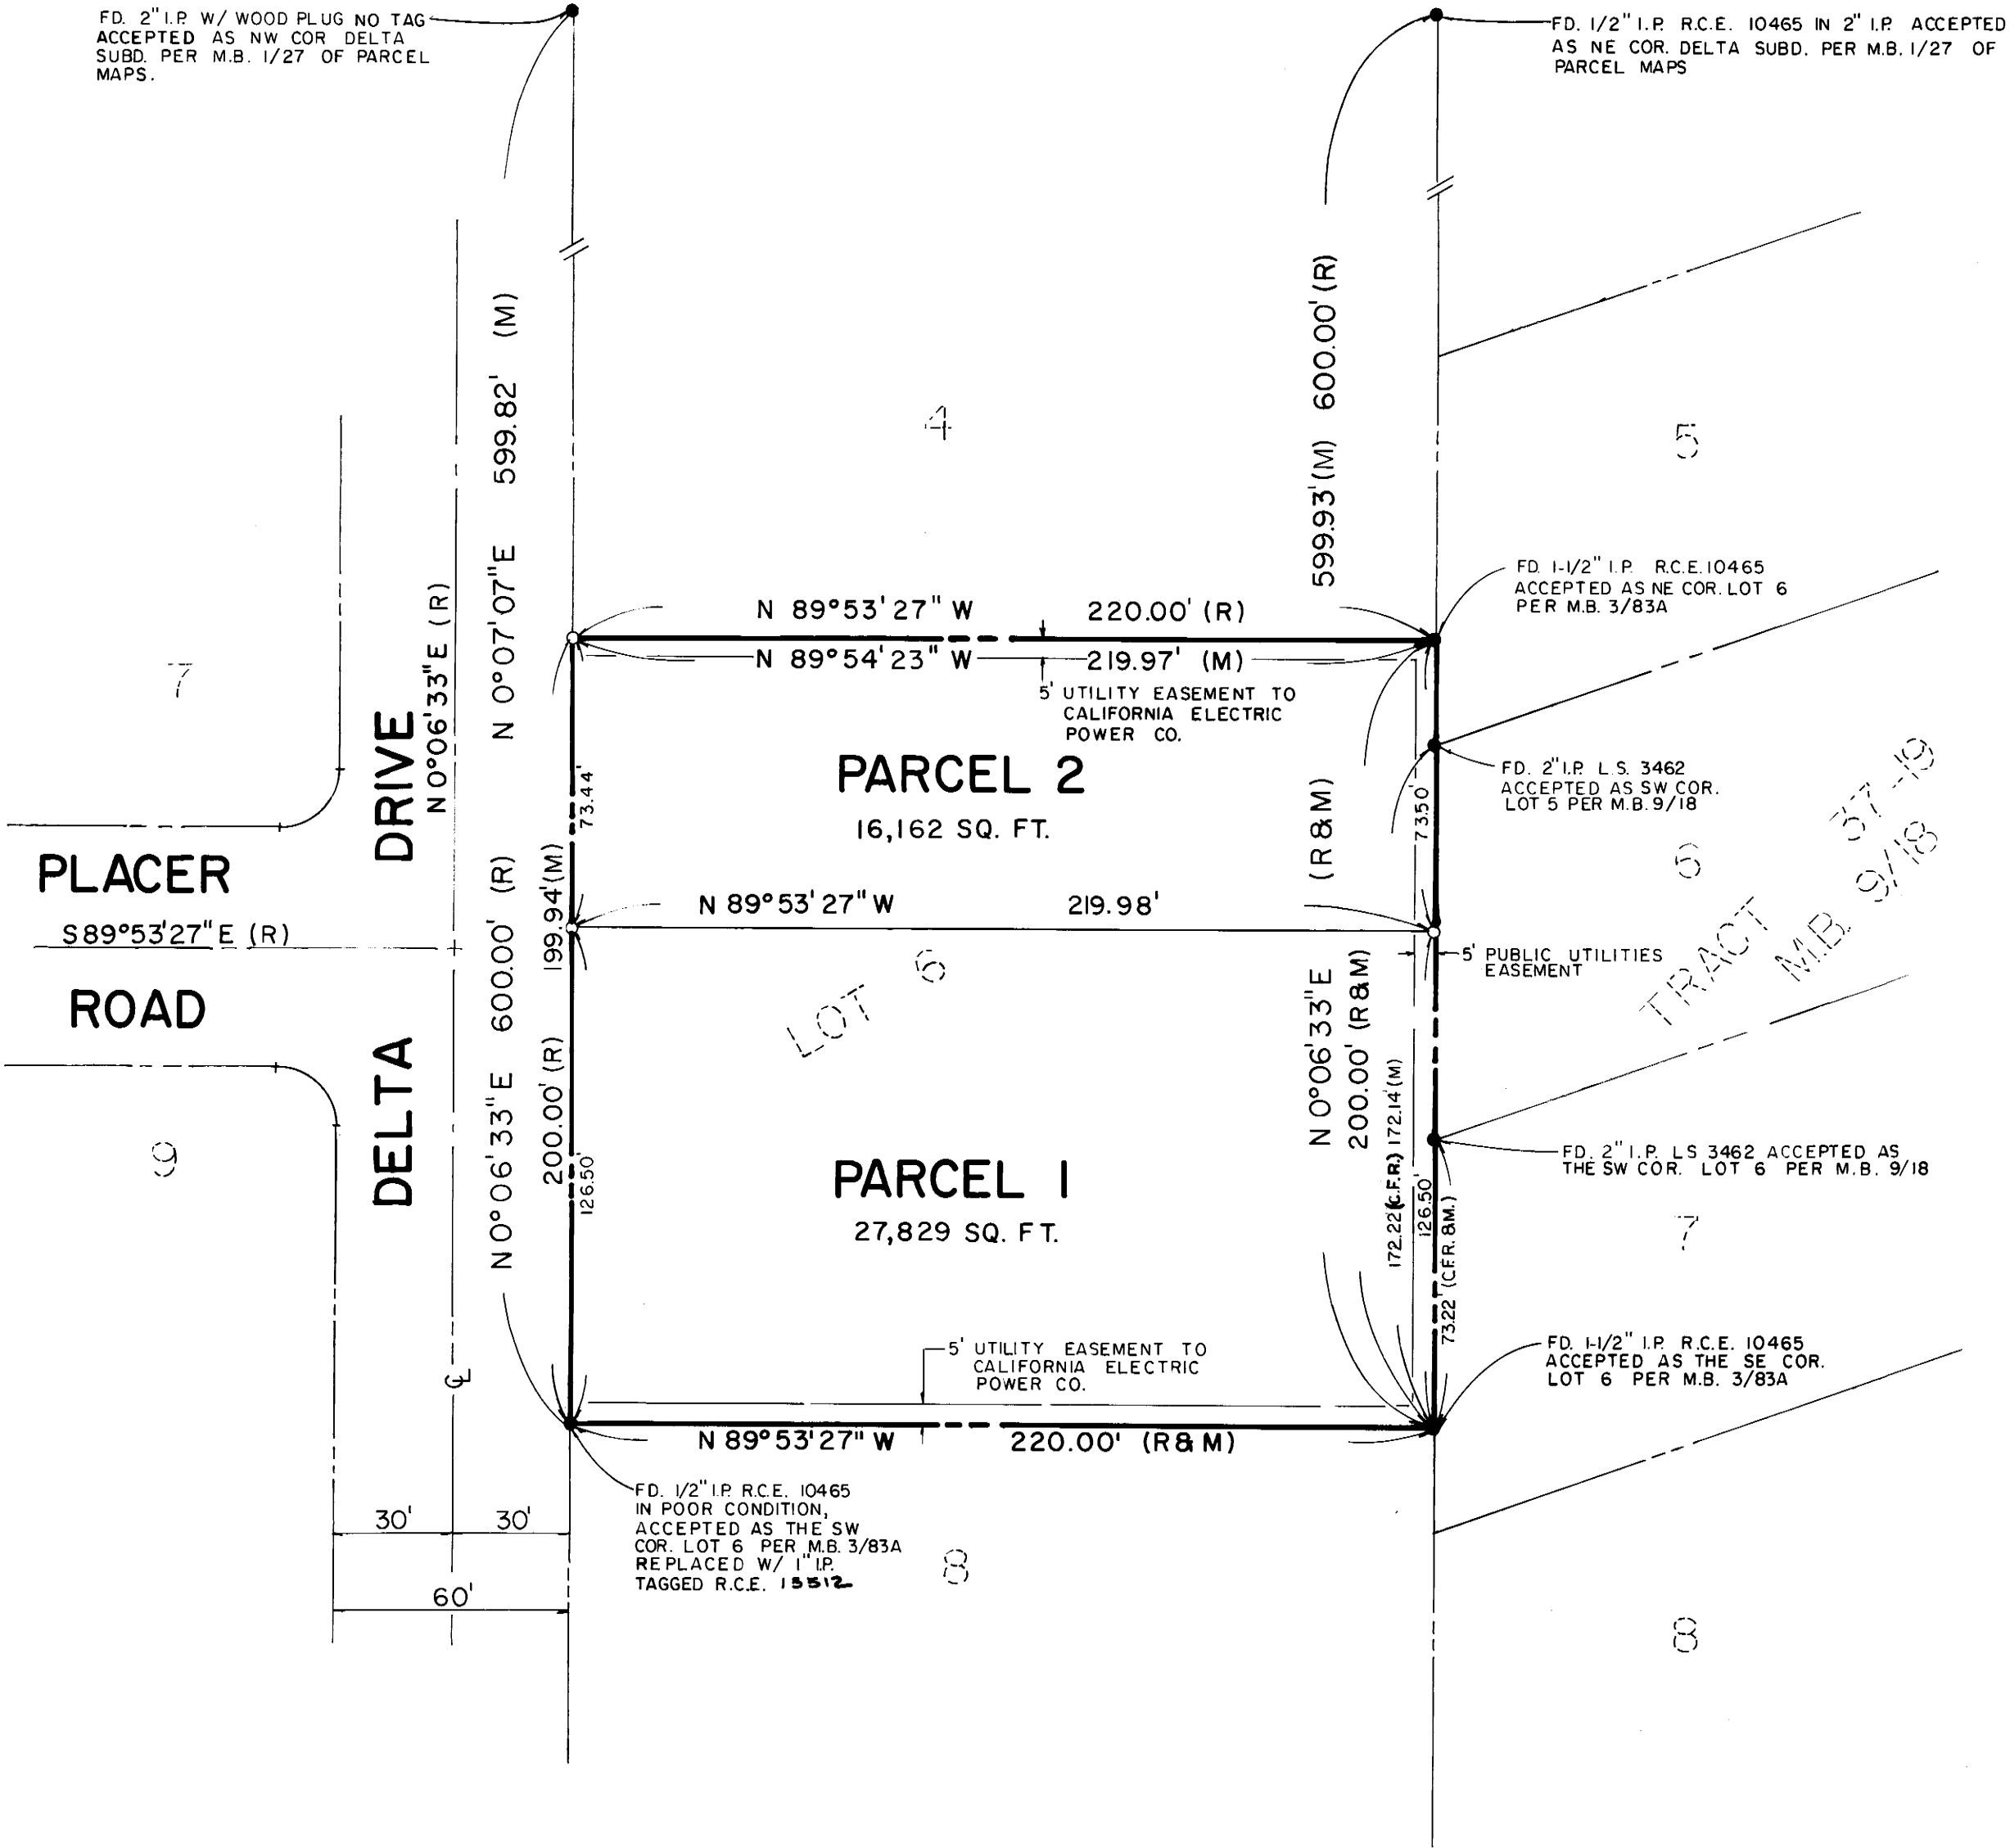 FD. 2" I.P. W/ WOOD PLUG NO TAG
ACCEPTED AS NW COR DELTA
SUBD. PER M.B. 1/27 OF PARCEL
MAPS.
FD. 1/2" I.P. R.C.E. 10465 IN 2" I.P. ACCEPTED
AS NE COR. DELTA SUBD. PER M.B. 1/27 OF
PARCEL MAPS
N 0°07'07"E 599.82' (M)
599.93'(M) 600.00'(R)
4
5
FD. 1-1/2" I.P. R.C.E. 10465
ACCEPTED AS NE COR. LOT 6
PER M.B. 3/83A
N 89°53'27" W 220.00' (R)
N 89°54'23" W 219.97' (M)
5' UTILITY EASEMENT TO
CALIFORNIA ELECTRIC
POWER CO.
7
DELTA DRIVE
N 0°06'33"E (R)
73.44'
PARCEL 2
16,162 SQ. FT.
73.50'
FD. 2" I.P. L.S. 3462
ACCEPTED AS SW COR.
LOT 5 PER M.B. 9/18
PLACER
S 89°53'27" E (R)
ROAD
N 0°06'33"E 600.00' (R)
199.94'(M)
200.00' (R)
N 89°53'27" W 219.98'
(R & M)
5' PUBLIC UTILITIES
EASEMENT
6
TRACT 37-19
M.B. 9/18
LOT 6
N 0°06'33"E
200.00' (R&M)
9
126.50'
PARCEL 1
27,829 SQ. FT.
172.22'(C.F.R.) 172.14'(M)
126.50'
73.22' (C.F.R. & M.)
FD. 2" I.P. LS 3462 ACCEPTED AS
THE SW COR. LOT 6 PER M.B. 9/18
7
5' UTILITY EASEMENT TO
CALIFORNIA ELECTRIC
POWER CO.
FD. 1-1/2" I.P. R.C.E. 10465
ACCEPTED AS THE SE COR.
LOT 6 PER M.B. 3/83A
℄
N 89°53'27" W 220.00' (R & M)
FD. 1/2" I.P. R.C.E. 10465
IN POOR CONDITION,
ACCEPTED AS THE SW
COR. LOT 6 PER M.B. 3/83A
REPLACED W/ 1" I.P.
TAGGED R.C.E. 15512
30' 30'
60'
8
8